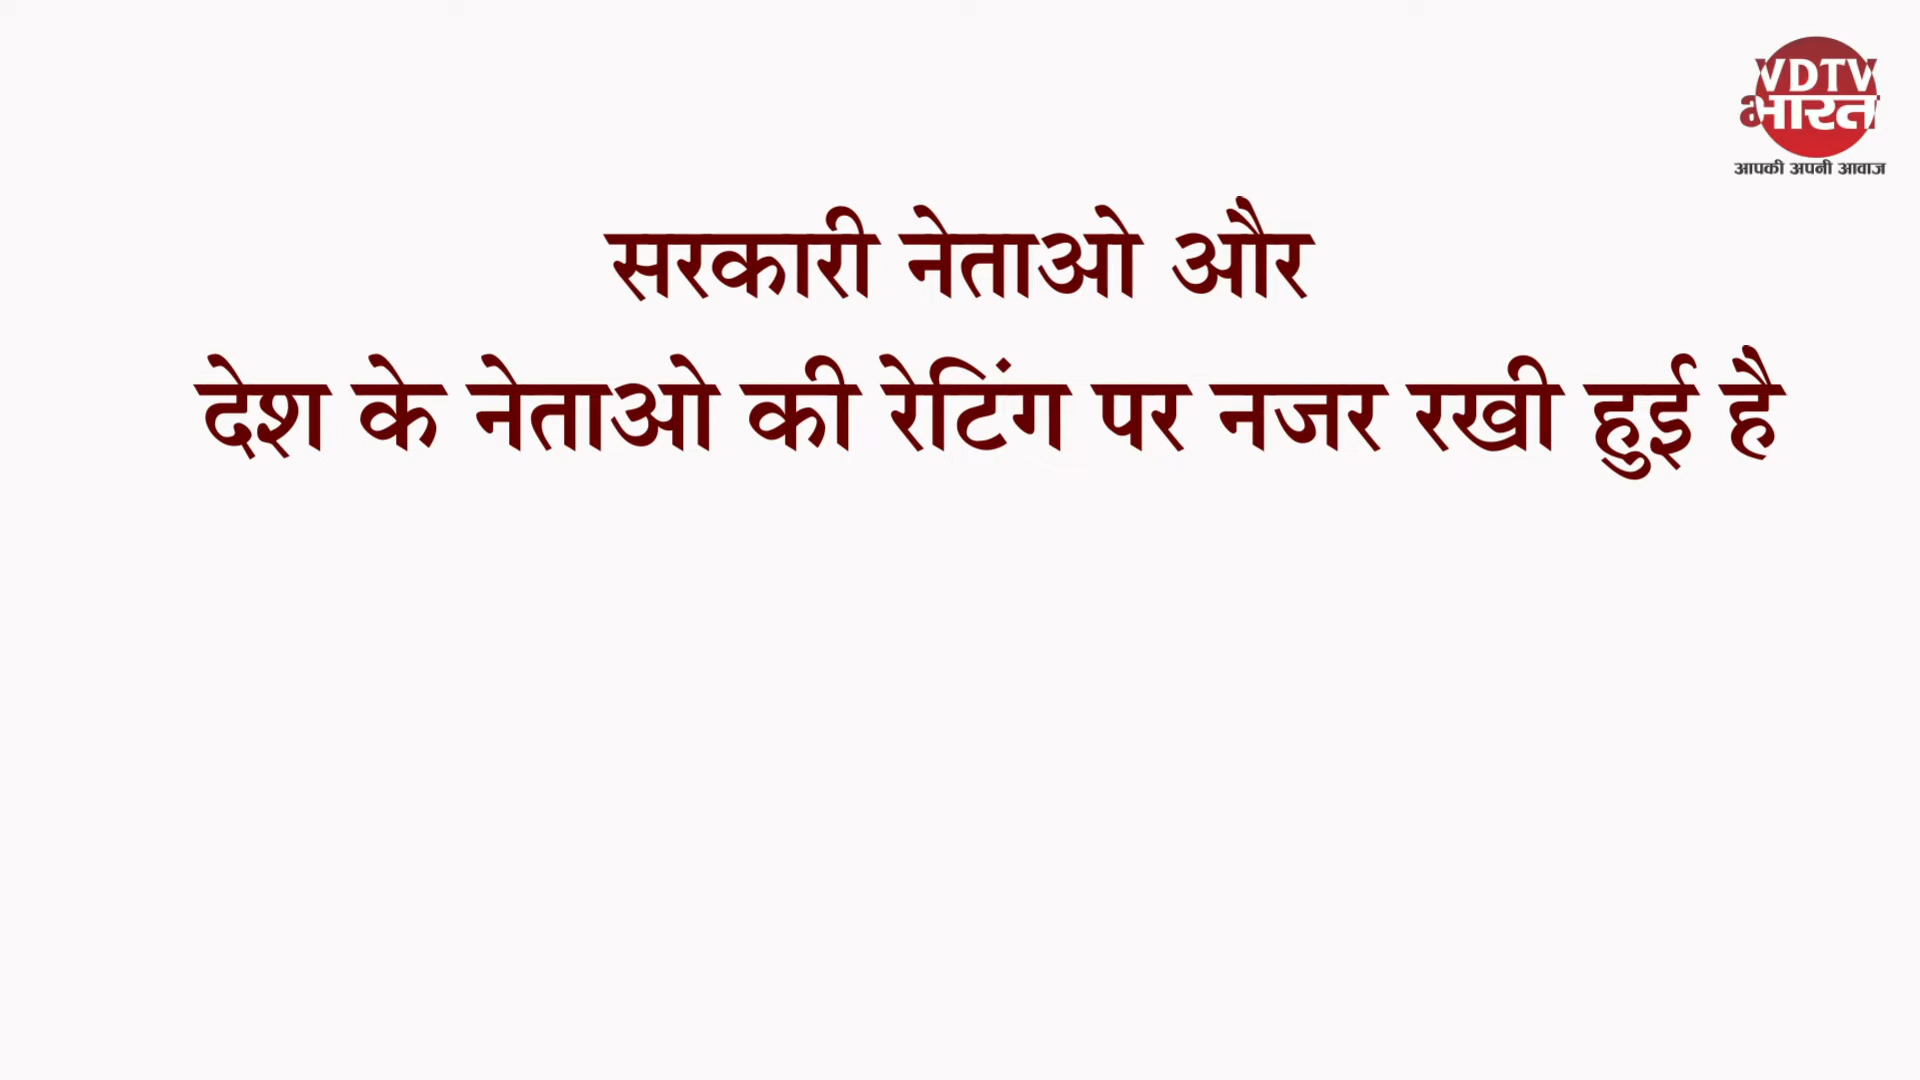 VDTV
भारत
आपकी अपनी आवाज
सरकारी नेताओ और
देश के नेताओ की रेटिंग पर नजर रखी हुई है